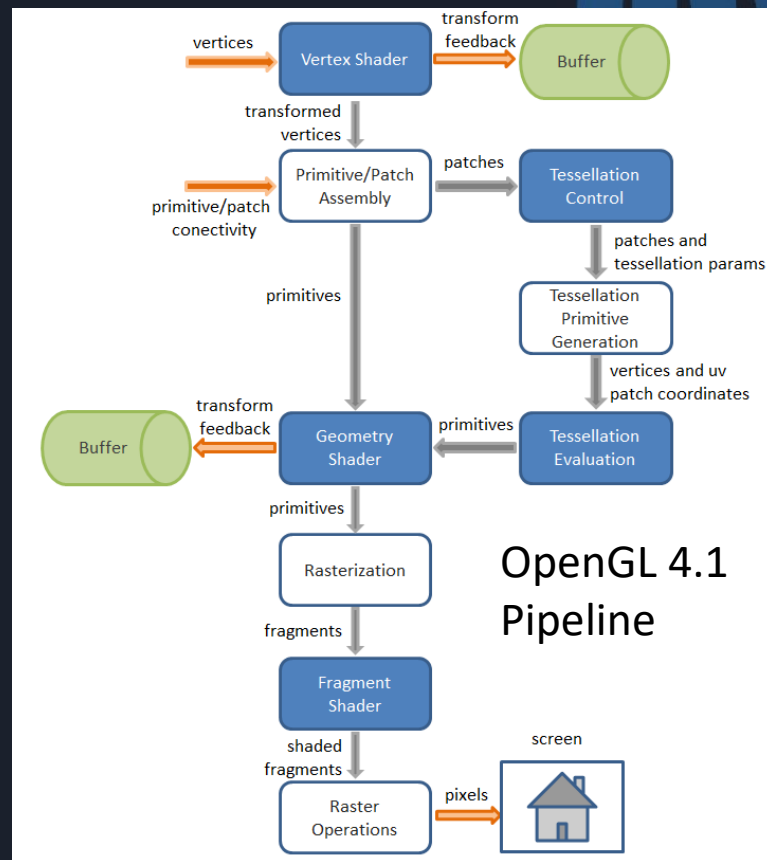 vertices
Vertex Shader
transform
feedback
Buffer
transformed
vertices
Primitive/Patch
Assembly
patches
Tessellation
Control
primitive/patch
conectivity
patches and
tessellation params
primitives
Tessellation
Primitive
Generation
vertices and uv
patch coordinates
transform
feedback
Buffer
Geometry
Shader
primitives
Tessellation
Evaluation
primitives
Rasterization
OpenGL 4.1
Pipeline
fragments
Fragment
Shader
shaded
fragments
screen
Raster
Operations
pixels